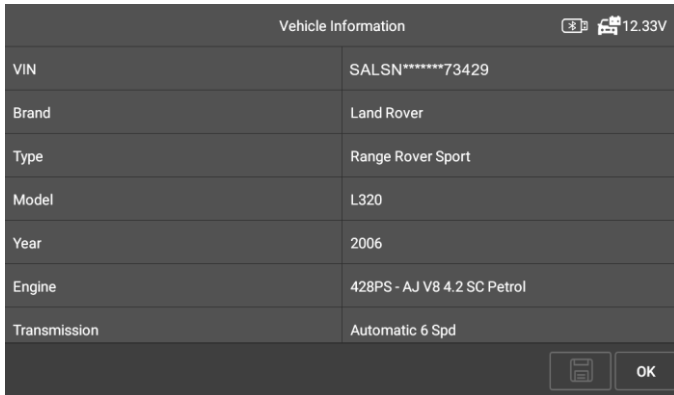 Vehicle Information 12.33V
VIN SALSN*******73429
Brand Land Rover
Type Range Rover Sport
Model L320
Year 2006
Engine 428PS - AJ V8 4.2 SC Petrol
Transmission Automatic 6 Spd
OK